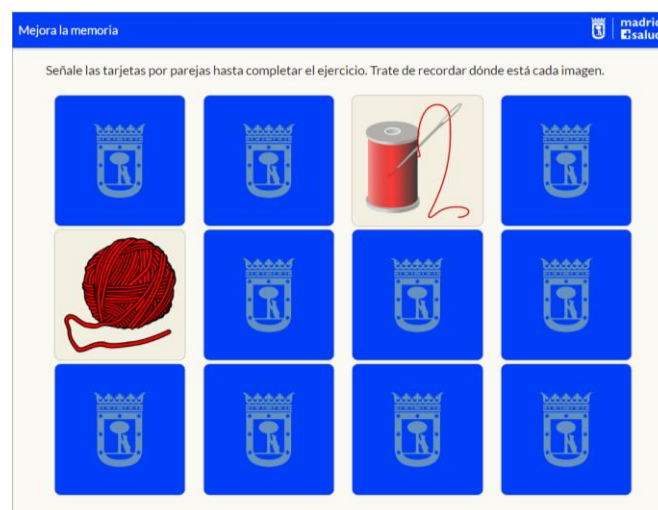 Mejora la memoria
madrid
salud
Señale las tarjetas por parejas hasta completar el ejercicio. Trate de recordar dónde está cada imagen.